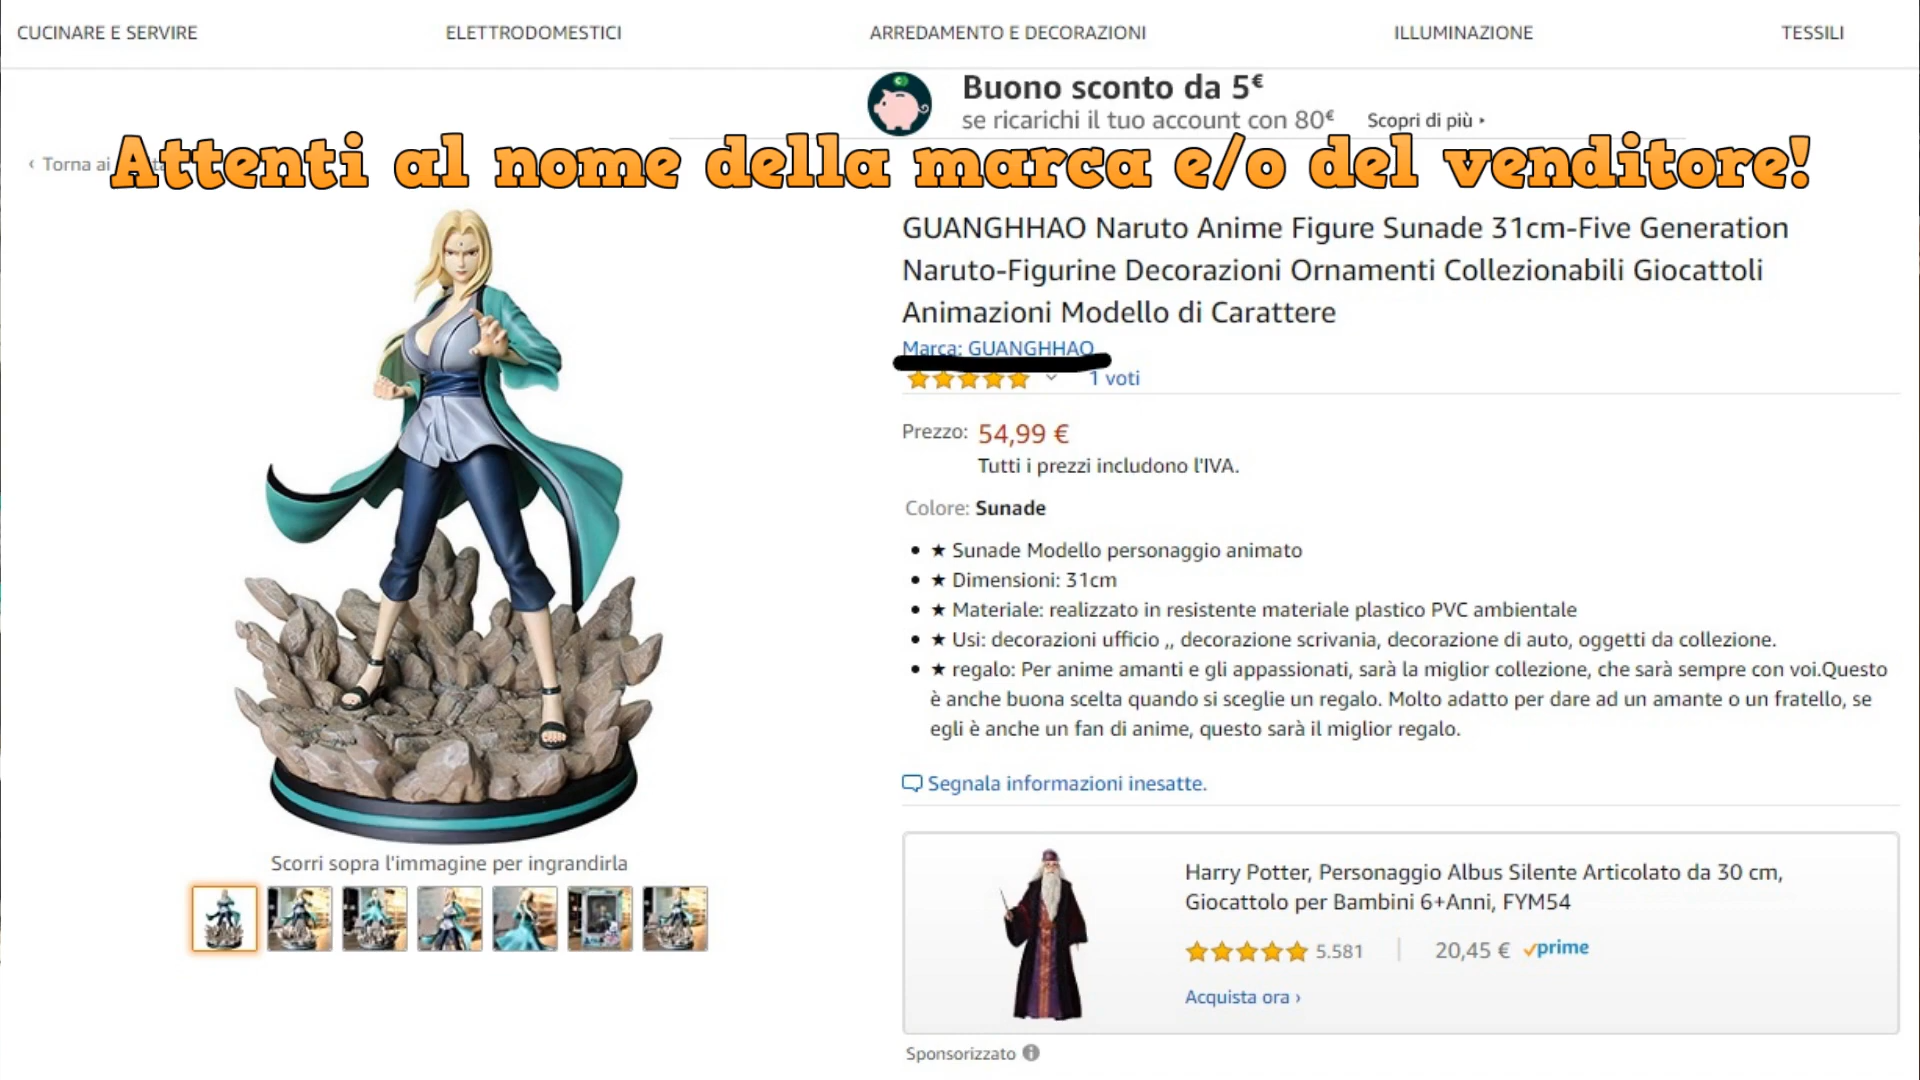 CUCINARE E SERVIRE ELETTRODOMESTICI ARREDAMENTO E DECORAZIONI ILLUMINAZIONE TESSILI
Buono sconto da 5€
se ricarichi il tuo account con 80€ Scopri di più ‣
‹ Torna ai
Attenti al nome della marca e/o del venditore!
GUANGHHAO Naruto Anime Figure Sunade 31cm-Five Generation
Naruto-Figurine Decorazioni Ornamenti Collezionabili Giocattoli
Animazioni Modello di Carattere
Marca: GUANGHHAO
1 voti
Prezzo: 54,99 €
Tutti i prezzi includono l'IVA.
Colore: Sunade
• ★ Sunade Modello personaggio animato
• ★ Dimensioni: 31cm
• ★ Materiale: realizzato in resistente materiale plastico PVC ambientale
• ★ Usi: decorazioni ufficio ,, decorazione scrivania, decorazione di auto, oggetti da collezione.
• ★ regalo: Per anime amanti e gli appassionati, sarà la miglior collezione, che sarà sempre con voi.Questo
è anche buona scelta quando si sceglie un regalo. Molto adatto per dare ad un amante o un fratello, se
egli è anche un fan di anime, questo sarà il miglior regalo.
Segnala informazioni inesatte.
Scorri sopra l'immagine per ingrandirla
Harry Potter, Personaggio Albus Silente Articolato da 30 cm,
Giocattolo per Bambini 6+Anni, FYM54
5.581 | 20,45 € prime
Acquista ora ›
Sponsorizzato